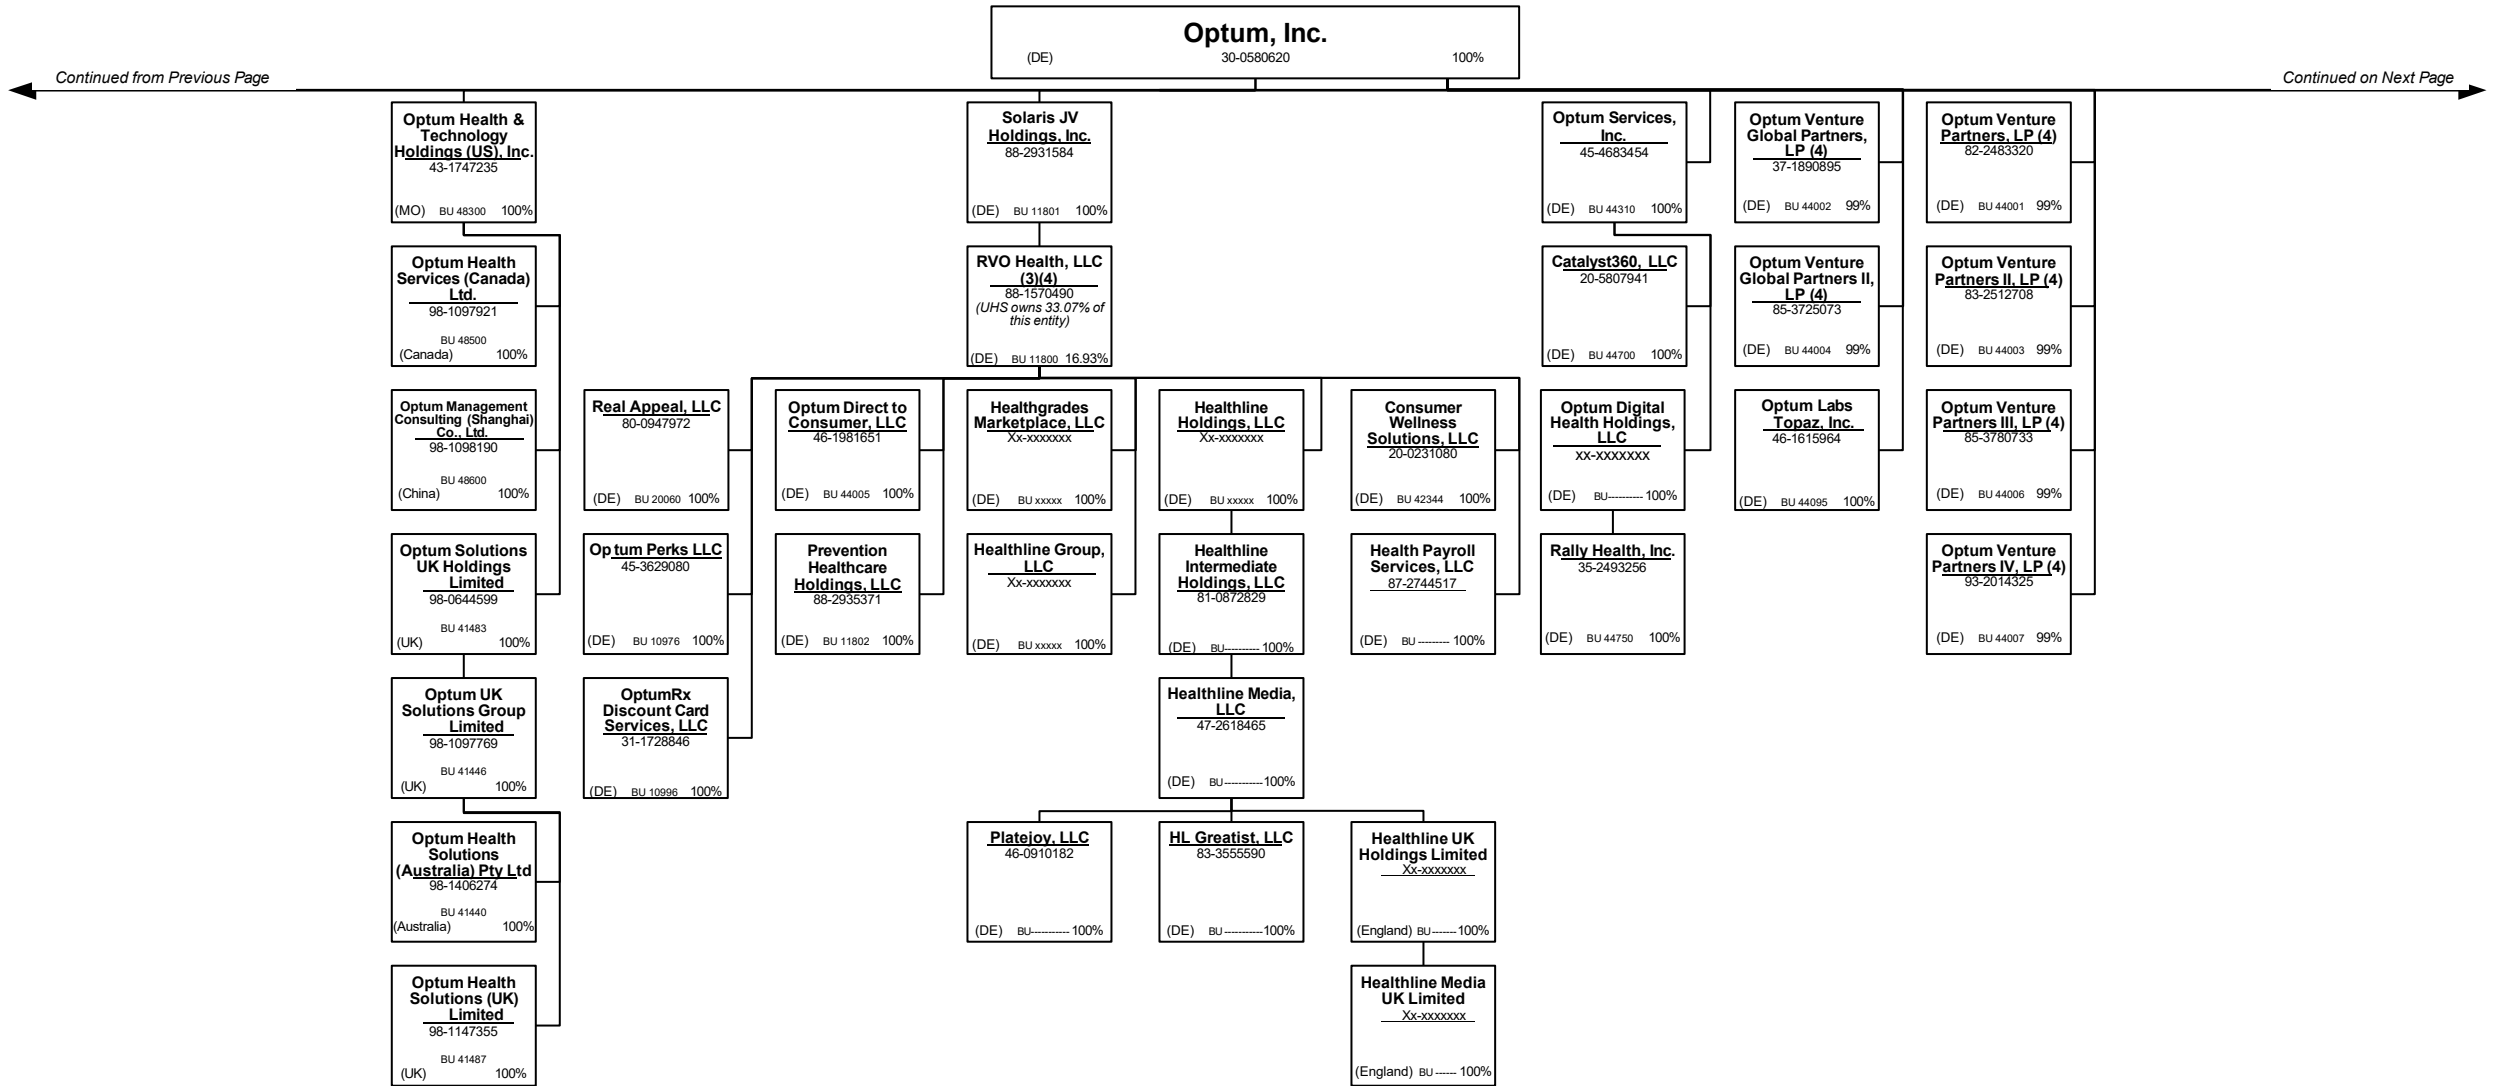 Optum, Inc.
(DE) 30-0580620 100%
Continued from Previous Page
Continued on Next Page
Optum Health &
Technology
Holdings (US), Inc.
43-1747235
(MO) BU 48300 100%
Solaris JV
Holdings, Inc.
88-2931584
(DE) BU 11801 100%
Optum Services,
Inc.
45-4683454
(DE) BU 44310 100%
Optum Venture
Global Partners,
LP (4)
37-1890895
(DE) BU 44002 99%
Optum Venture
Partners, LP (4)
82-2483320
(DE) BU 44001 99%
Optum Health
Services (Canada)
Ltd.
98-1097921
BU 48500
(Canada) 100%
RVO Health, LLC
(3)(4)
88-1570490
(UHS owns 33.07% of
this entity)
(DE) BU 11800 16.93%
Catalyst360, LLC
20-5807941
(DE) BU 44700 100%
Optum Venture
Global Partners II,
LP (4)
85-3725073
(DE) BU 44004 99%
Optum Venture
Partners II, LP (4)
83-2512708
(DE) BU 44003 99%
Optum Management
Consulting (Shanghai)
Co., Ltd.
98-1098190
BU 48600
(China) 100%
Real Appeal, LLC
80-0947972
(DE) BU 20060 100%
Optum Direct to
Consumer, LLC
46-1981651
(DE) BU 44005 100%
Healthgrades
Marketplace, LLC
Xx-xxxxxxx
(DE) BU xxxxx 100%
Healthline
Holdings, LLC
Xx-xxxxxxx
(DE) BU xxxxx 100%
Consumer
Wellness
Solutions, LLC
20-0231080
(DE) BU 42344 100%
Optum Digital
Health Holdings,
LLC
xx-xxxxxxx
(DE) BU---------- 100%
Optum Labs
Topaz, Inc.
46-1615964
(DE) BU 44095 100%
Optum Venture
Partners III, LP (4)
85-3780733
(DE) BU 44006 99%
Optum Solutions
UK Holdings
Limited
98-0644599
BU 41483
(UK) 100%
Optum Perks LLC
45-3629080
(DE) BU 10976 100%
Prevention
Healthcare
Holdings, LLC
88-2935371
(DE) BU 11802 100%
Healthline Group,
LLC
Xx-xxxxxxx
(DE) BU xxxxx 100%
Healthline
Intermediate
Holdings, LLC
81-0872829
(DE) BU---------- 100%
Health Payroll
Services, LLC
87-2744517
(DE) BU --------- 100%
Rally Health, Inc.
35-2493256
(DE) BU 44750 100%
Optum Venture
Partners IV, LP (4)
93-2014325
(DE) BU 44007 99%
Optum UK
Solutions Group
Limited
98-1097769
BU 41446
(UK) 100%
OptumRx
Discount Card
Services, LLC
31-1728846
(DE) BU 10996 100%
Healthline Media,
LLC
47-2618465
(DE) BU-----------100%
Optum Health
Solutions
(Australia) Pty Ltd
98-1406274
BU 41440
(Australia) 100%
Platejoy, LLC
46-0910182
(DE) BU----------- 100%
HL Greatist, LLC
83-3555590
(DE) BU -----------100%
Healthline UK
Holdings Limited
Xx-xxxxxxx
(England) BU-------100%
Optum Health
Solutions (UK)
Limited
98-1147355
BU 41487
(UK) 100%
Healthline Media
UK Limited
Xx-xxxxxxx
(England) BU ------ 100%